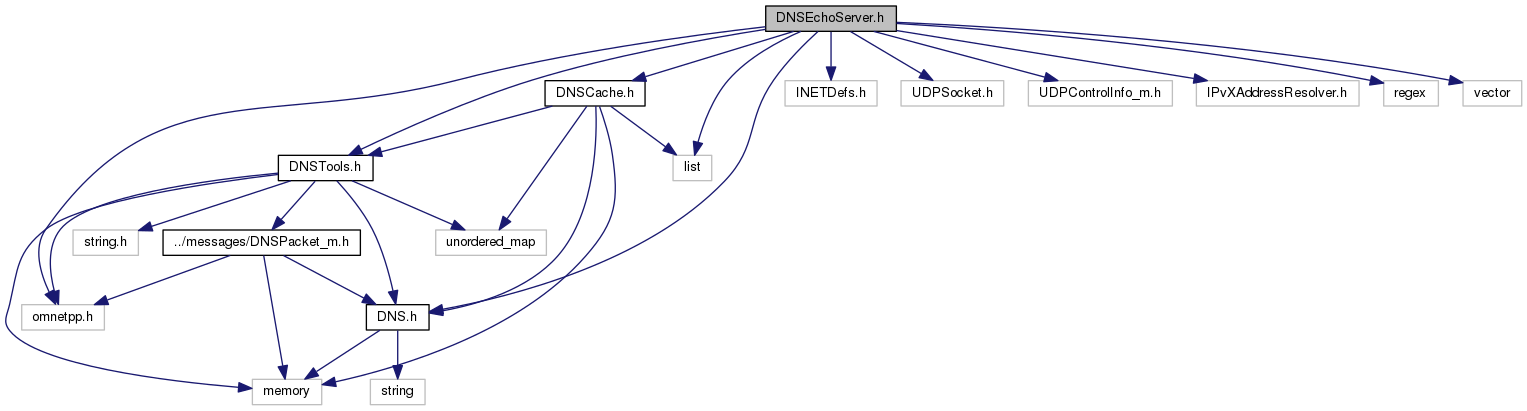 DNSEchoServer.h
DNSCache.h
INETDefs.h
UDPSocket.h
UDPControlInfo_m.h
IPvXAddressResolver.h
regex
vector
DNSTools.h
list
string.h
../messages/DNSPacket_m.h
unordered_map
omnetpp.h
DNS.h
memory
string